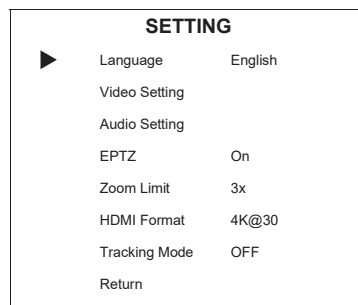 SETTING
Language English
Video Setting
Audio Setting
EPTZ On
Zoom Limit 3x
HDMI Format 4K@30
Tracking Mode OFF
Return